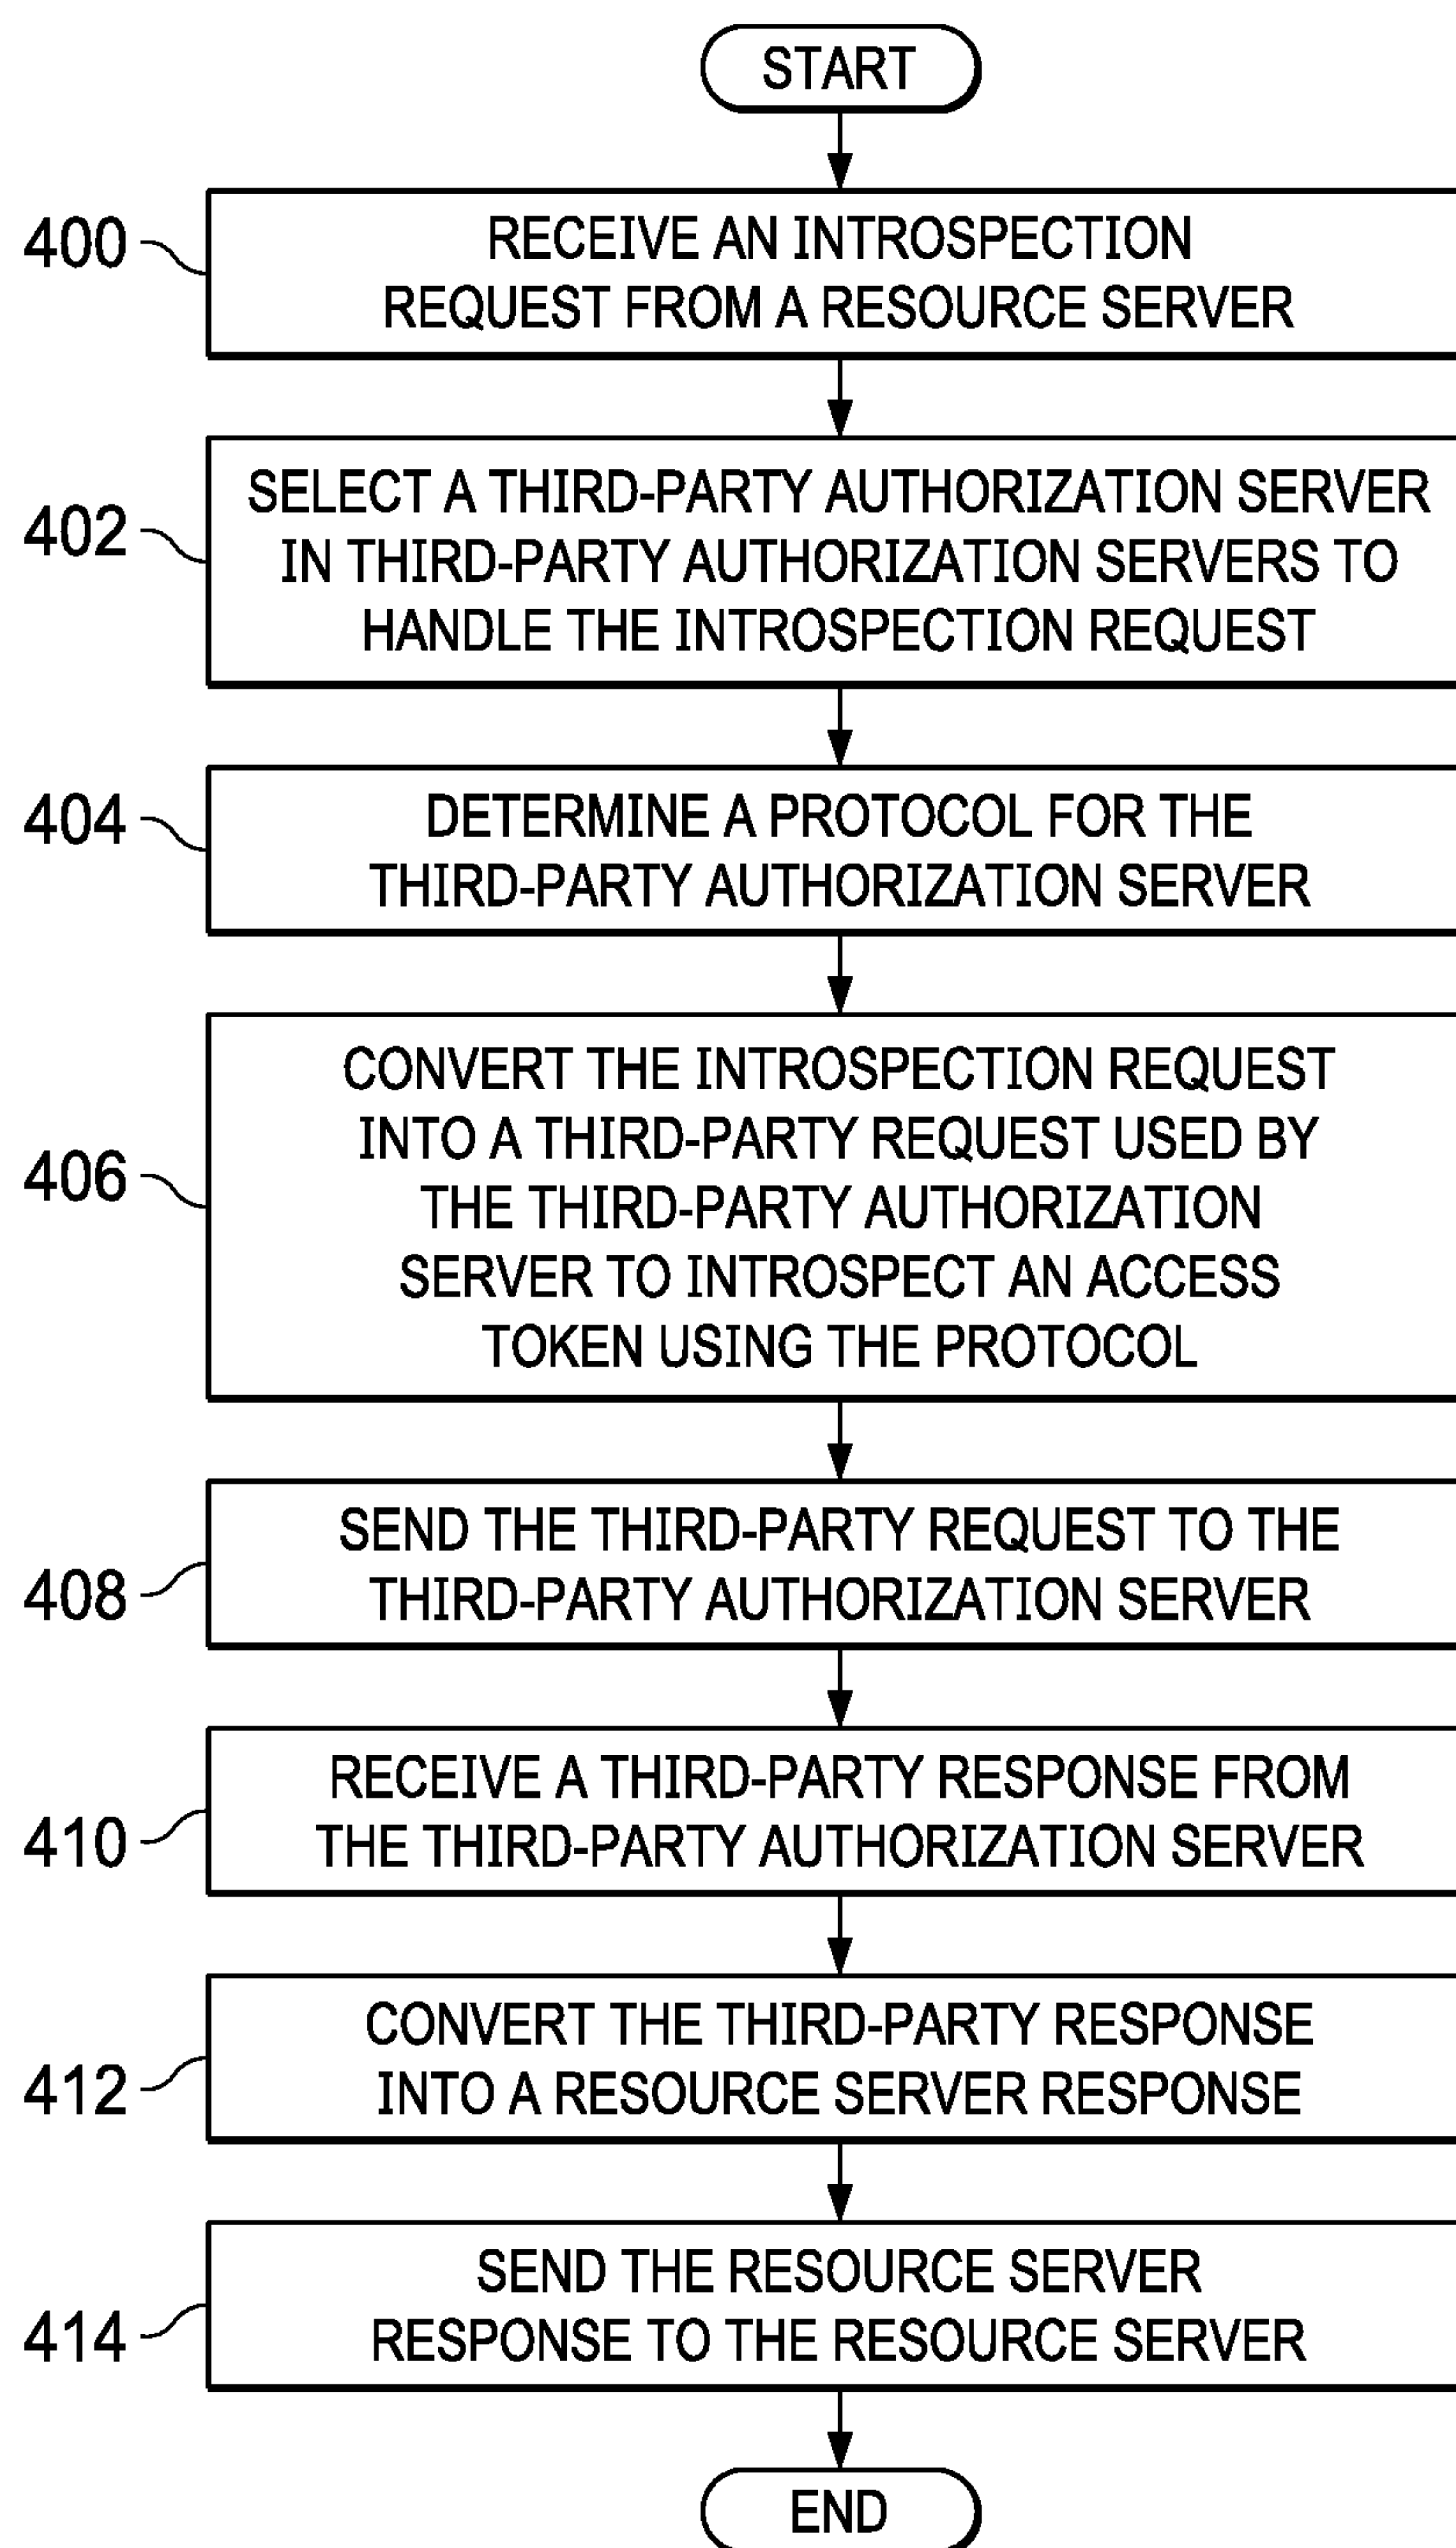 START
400
RECEIVE AN INTROSPECTION
REQUEST FROM A RESOURCE SERVER
402
SELECT A THIRD-PARTY AUTHORIZATION SERVER
IN THIRD-PARTY AUTHORIZATION SERVERS TO
HANDLE THE INTROSPECTION REQUEST
404
DETERMINE A PROTOCOL FOR THE
THIRD-PARTY AUTHORIZATION SERVER
406
CONVERT THE INTROSPECTION REQUEST
INTO A THIRD-PARTY REQUEST USED BY
THE THIRD-PARTY AUTHORIZATION
SERVER TO INTROSPECT AN ACCESS
TOKEN USING THE PROTOCOL
408
SEND THE THIRD-PARTY REQUEST TO THE
THIRD-PARTY AUTHORIZATION SERVER
410
RECEIVE A THIRD-PARTY RESPONSE FROM
THE THIRD-PARTY AUTHORIZATION SERVER
412
CONVERT THE THIRD-PARTY RESPONSE
INTO A RESOURCE SERVER RESPONSE
414
SEND THE RESOURCE SERVER
RESPONSE TO THE RESOURCE SERVER
END